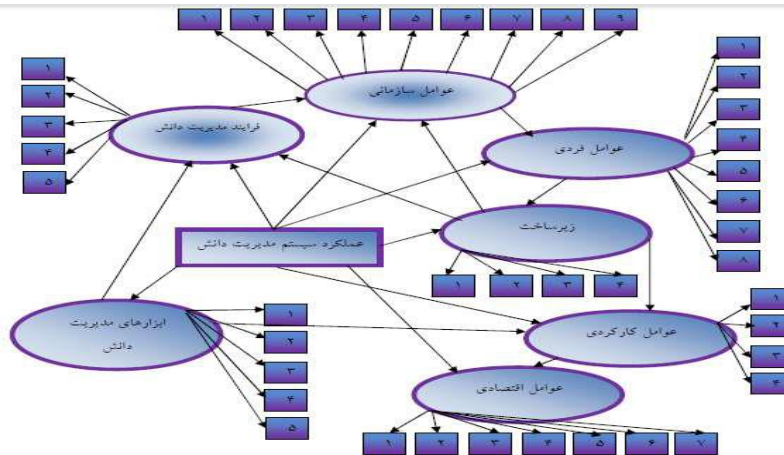 ۱ ۲ ۳ ۴ ۵ ۶ ۷ ۸ ۹
عوامل سازمانی
۱
۲
۳
۴
۵
فرایند مدیریت دانش
۱
۲
۳
۴
۵
۶
۷
۸
عوامل فردی
زیرساخت
۱ ۲ ۳ ۴
عملکرد سیستم مدیریت دانش
ابزارهای مدیریت
دانش
۱
۲
۳
۴
۵
عوامل کارکردی
۱
۲
۳
۴
عوامل اقتصادی
۱ ۲ ۳ ۴ ۵ ۶ ۷